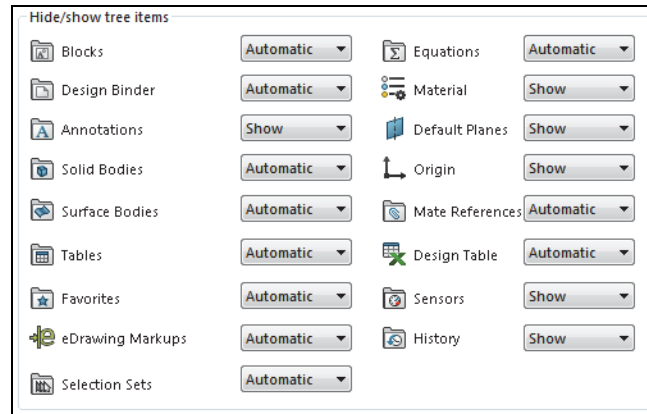 Hide/show tree items
Blocks Automatic Equations Automatic
Design Binder Automatic Material Show
Annotations Show Default Planes Show
Solid Bodies Automatic Origin Show
Surface Bodies Automatic Mate References Automatic
Tables Automatic Design Table Automatic
Favorites Automatic Sensors Show
eDrawing Markups Automatic History Show
Selection Sets Automatic